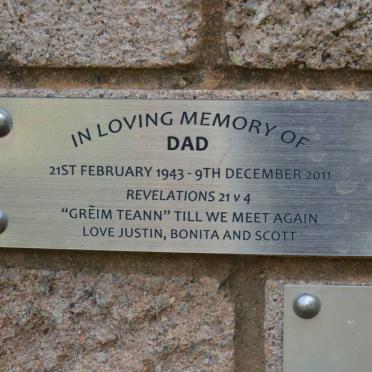 IN LOVING MEMORY OF
DAD
21ST FEBRUARY 1943 - 9TH DECEMBER 2011
REVELATIONS 21 v 4
“GRĒIM TEANN” TILL WE MEET AGAIN
LOVE JUSTIN, BONITA AND SCOTT